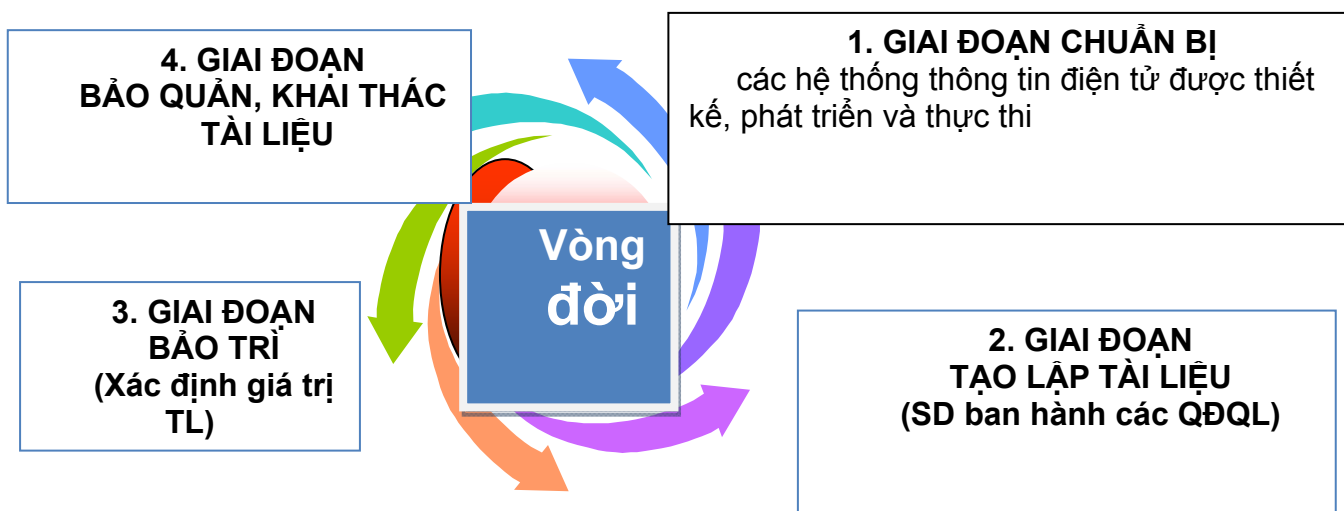 1. GIAI ĐOẠN CHUẨN BỊ
các hệ thống thông tin điện tử được thiết
kế, phát triển và thực thi
2. GIAI ĐOẠN
TẠO LẬP TÀI LIỆU
(SD ban hành các QĐQL)
3. GIAI ĐOẠN
BẢO TRÌ
(Xác định giá trị
TL)
4. GIAI ĐOẠN
BẢO QUẢN, KHAI THÁC
TÀI LIỆU
Vòng
đời